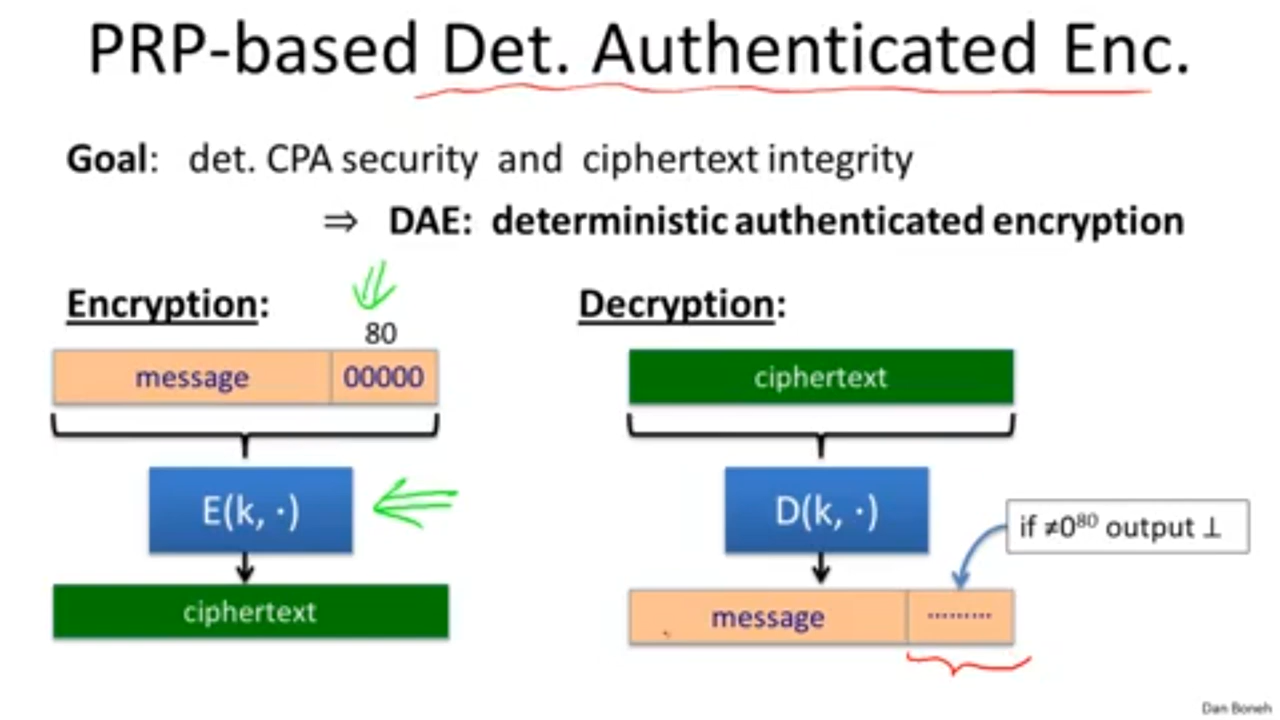 PRP-based Det. Authenticated Enc.
Goal: det. CPA security and ciphertext integrity
⇒ DAE: deterministic authenticated encryption
Encryption:
80
message 00000
E(k, ·)
ciphertext
Decryption:
ciphertext
D(k, ·)
if ≠0⁸⁰ output ⊥
message ………
Dan Boneh